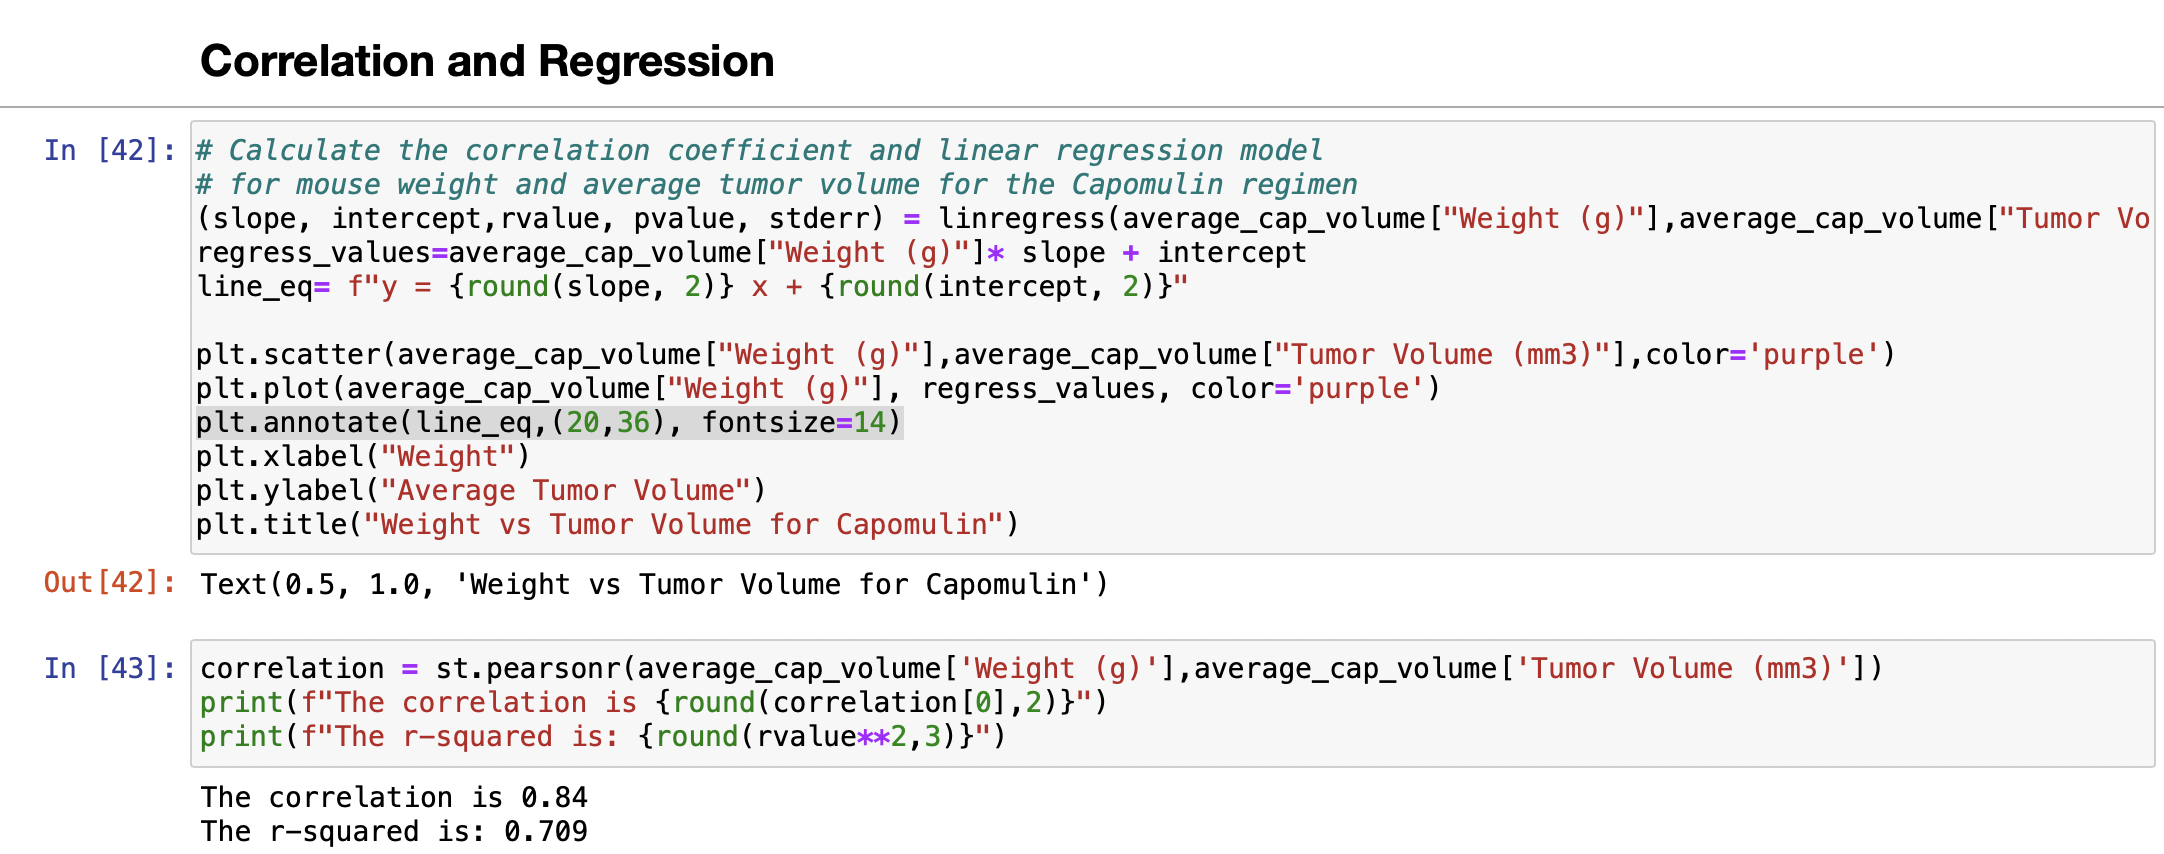 Correlation and Regression
In [42]: # Calculate the correlation coefficient and linear regression model
# for mouse weight and average tumor volume for the Capomulin regimen
(slope, intercept,rvalue, pvalue, stderr) = linregress(average_cap_volume["Weight (g)"],average_cap_volume["Tumor Vo
regress_values=average_cap_volume["Weight (g)"]* slope + intercept
line_eq= f"y = {round(slope, 2)} x + {round(intercept, 2)}"
plt.scatter(average_cap_volume["Weight (g)"],average_cap_volume["Tumor Volume (mm3)"],color='purple')
plt.plot(average_cap_volume["Weight (g)"], regress_values, color='purple')
plt.annotate(line_eq,(20,36), fontsize=14)
plt.xlabel("Weight")
plt.ylabel("Average Tumor Volume")
plt.title("Weight vs Tumor Volume for Capomulin")
Out[42]: Text(0.5, 1.0, 'Weight vs Tumor Volume for Capomulin')
In [43]: correlation = st.pearsonr(average_cap_volume['Weight (g)'],average_cap_volume['Tumor Volume (mm3)'])
print(f"The correlation is {round(correlation[0],2)}")
print(f"The r-squared is: {round(rvalue**2,3)}")
The correlation is 0.84
The r-squared is: 0.709